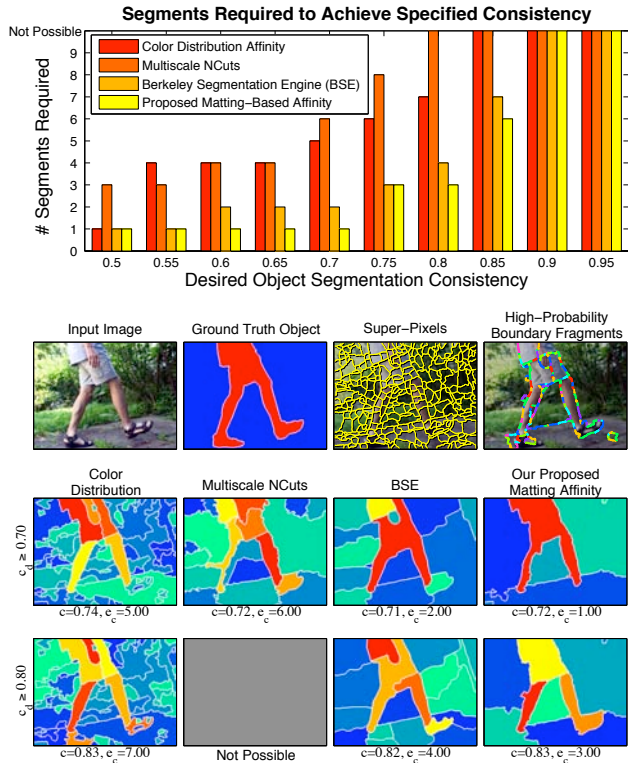 Segments Required to Achieve Specified Consistency
Not Possible
9
8
7
6
5
4
3
2
1
0
# Segments Required
Color Distribution Affinity
Multiscale NCuts
Berkeley Segmentation Engine (BSE)
Proposed Matting-Based Affinity
0.5 0.55 0.6 0.65 0.7 0.75 0.8 0.85 0.9 0.95
Desired Object Segmentation Consistency
Input Image
Ground Truth Object
Super-Pixels
High-Probability
Boundary Fragments
Color
Distribution
Multiscale NCuts
BSE
Our Proposed
Matting Affinity
c_d ≥ 0.70
c=0.74, e_c=5.00
c=0.72, e_c=6.00
c=0.71, e_c=2.00
c=0.72, e_c=1.00
c_d ≥ 0.80
c=0.83, e_c=7.00
Not Possible
c=0.82, e_c=4.00
c=0.83, e_c=3.00